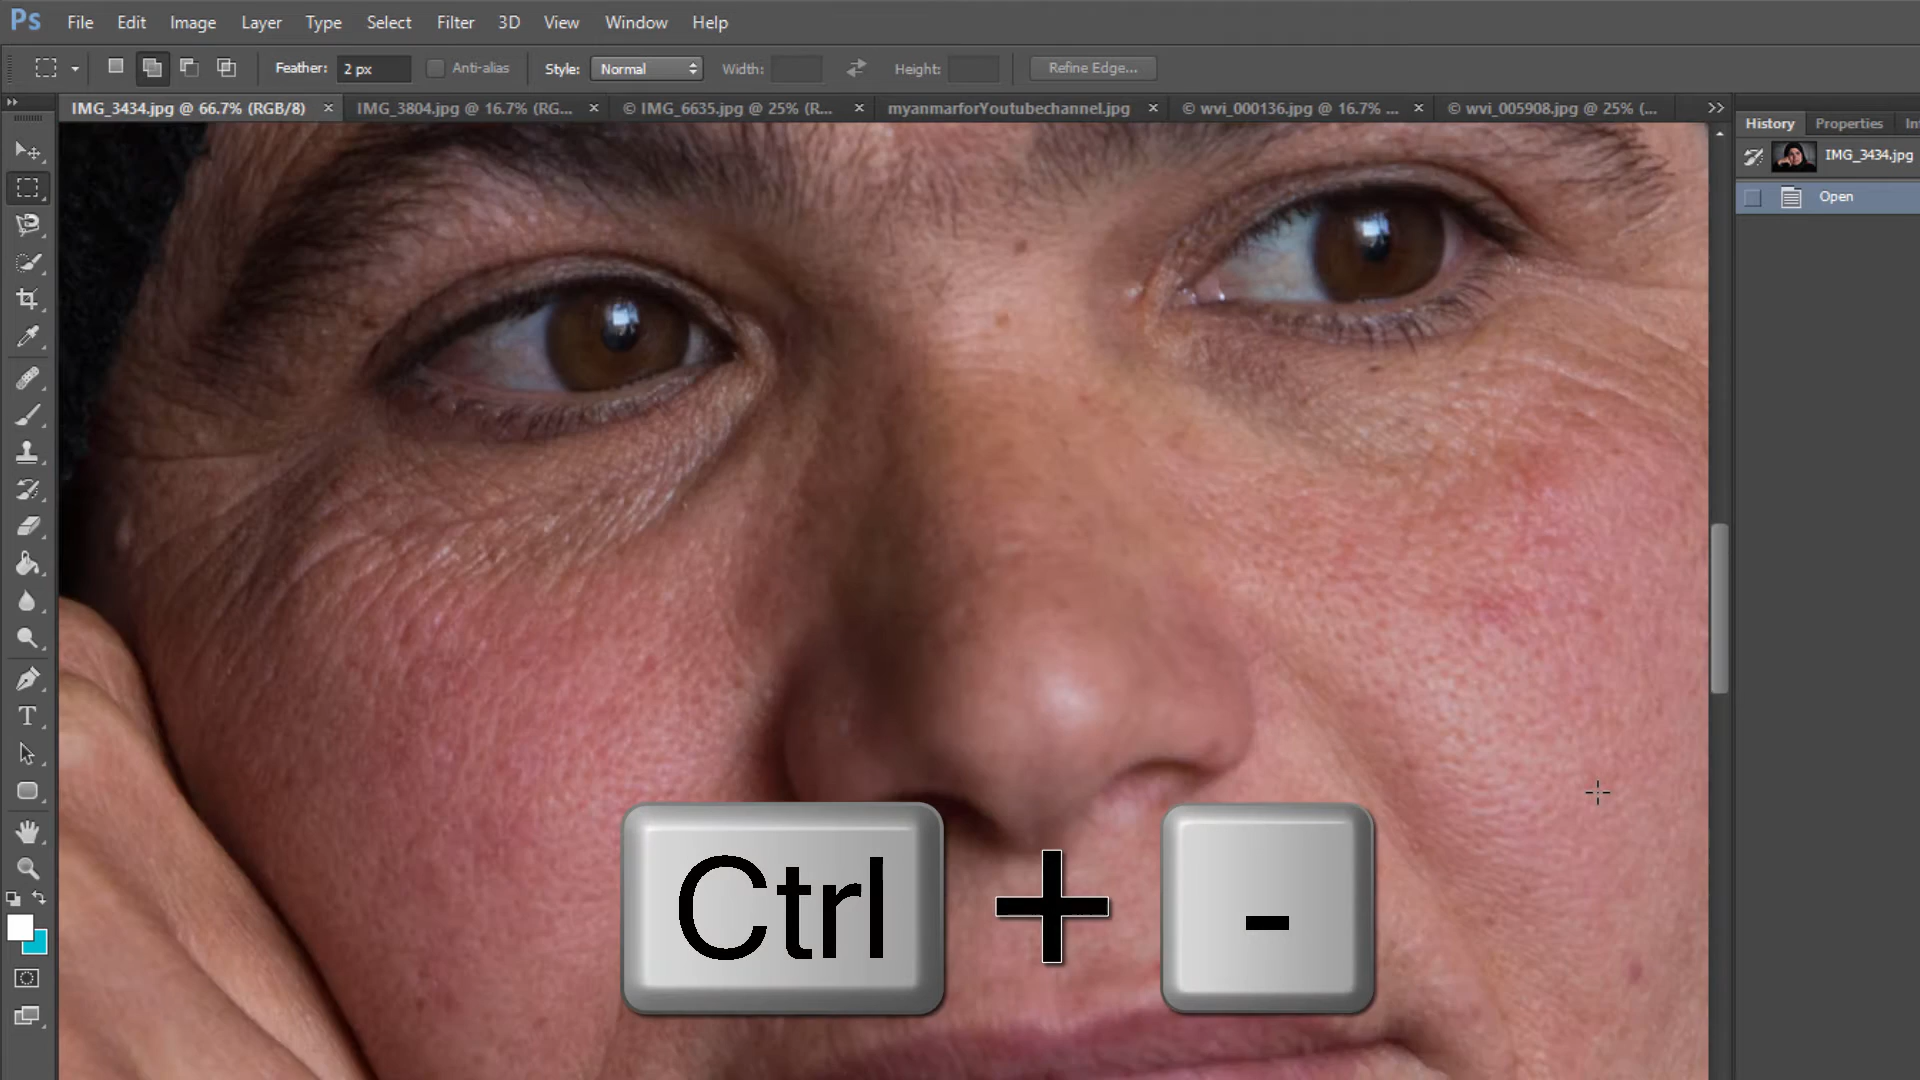 Ps File Edit Image Layer Type Select Filter 3D View Window Help
Feather: 2 px Anti-alias Style: Normal Width: Height: Refine Edge...
IMG_3434.jpg @ 66.7% (RGB/8) × IMG_3804.jpg @ 16.7% (RG... × © IMG_6635.jpg @ 25% (R... × myanmarforYoutubechannel.jpg × © wvi_000136.jpg @ 16.7% ... × © wvi_005908.jpg @ 25% (... >>
History Properties In
IMG_3434.jpg
Open
T
Ctrl + -